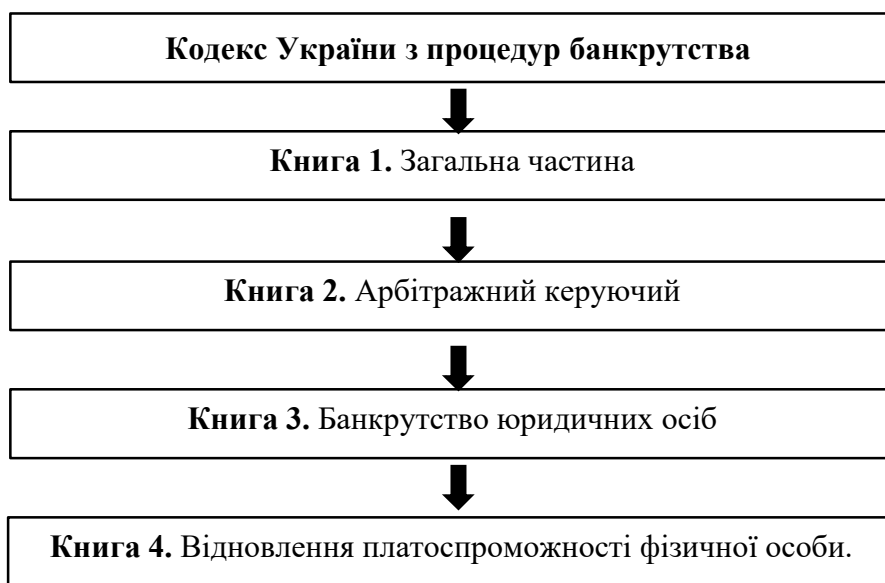 Кодекс України з процедур банкрутства
Книга 1. Загальна частина
Книга 2. Арбітражний керуючий
Книга 3. Банкрутство юридичних осіб
Книга 4. Відновлення платоспроможності фізичної особи.